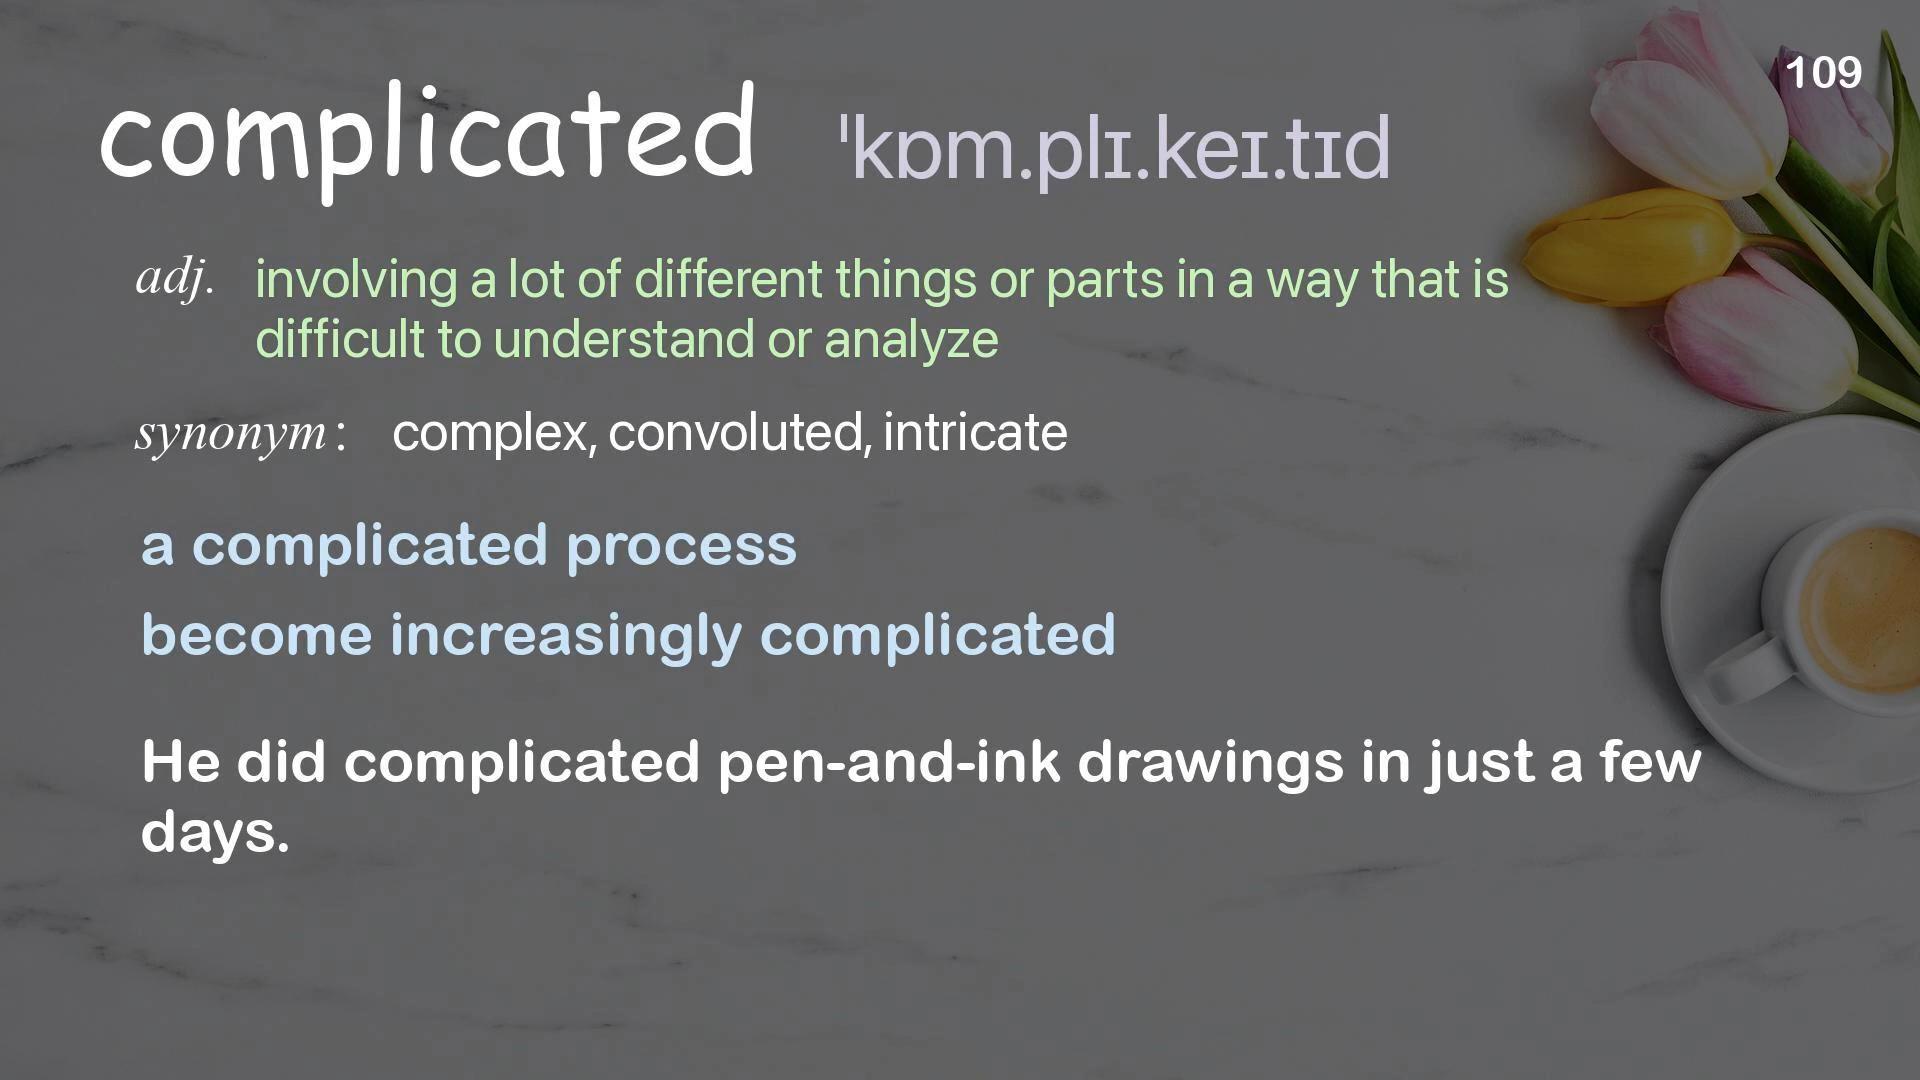 109
complicated ˈkɒm.plɪ.keɪ.tɪd
adj. involving a lot of different things or parts in a way that is
difficult to understand or analyze
synonym: complex, convoluted, intricate
a complicated process
become increasingly complicated
He did complicated pen-and-ink drawings in just a few
days.